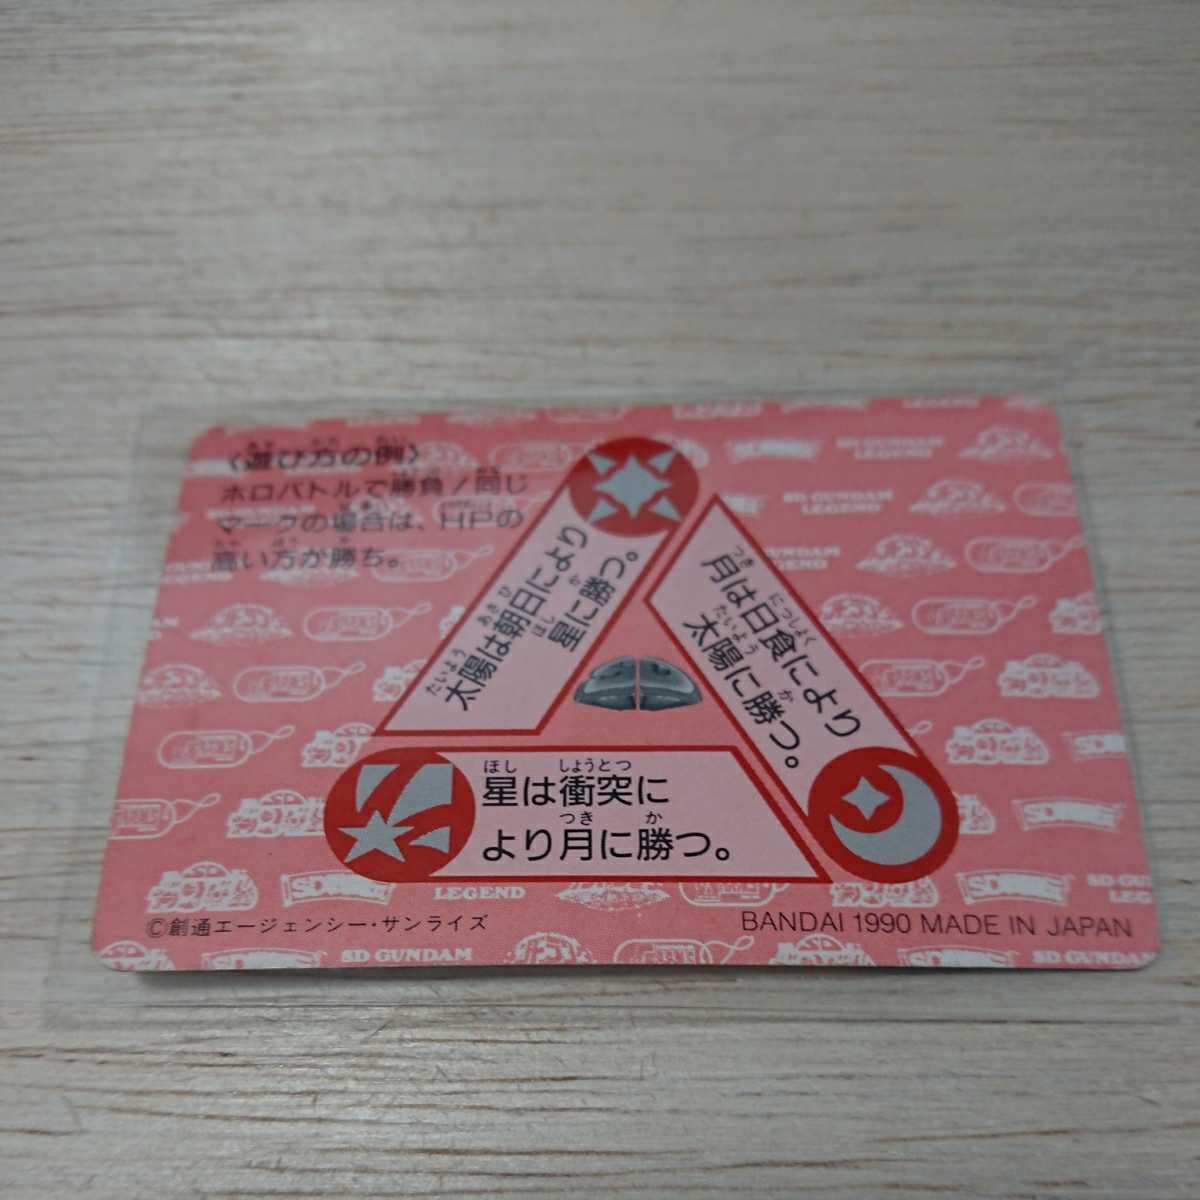 〈遊び方の例〉
ホロバトルで勝負!同じ
マークの場合は、HPの
高い方が勝ち。
太陽は朝日により
星に勝つ。
月は日食により
太陽に勝つ。
星は衝突に
より月に勝つ。
©創通エージェンシー・サンライズ
BANDAI 1990 MADE IN JAPAN
SD GUNDAM
LEGEND